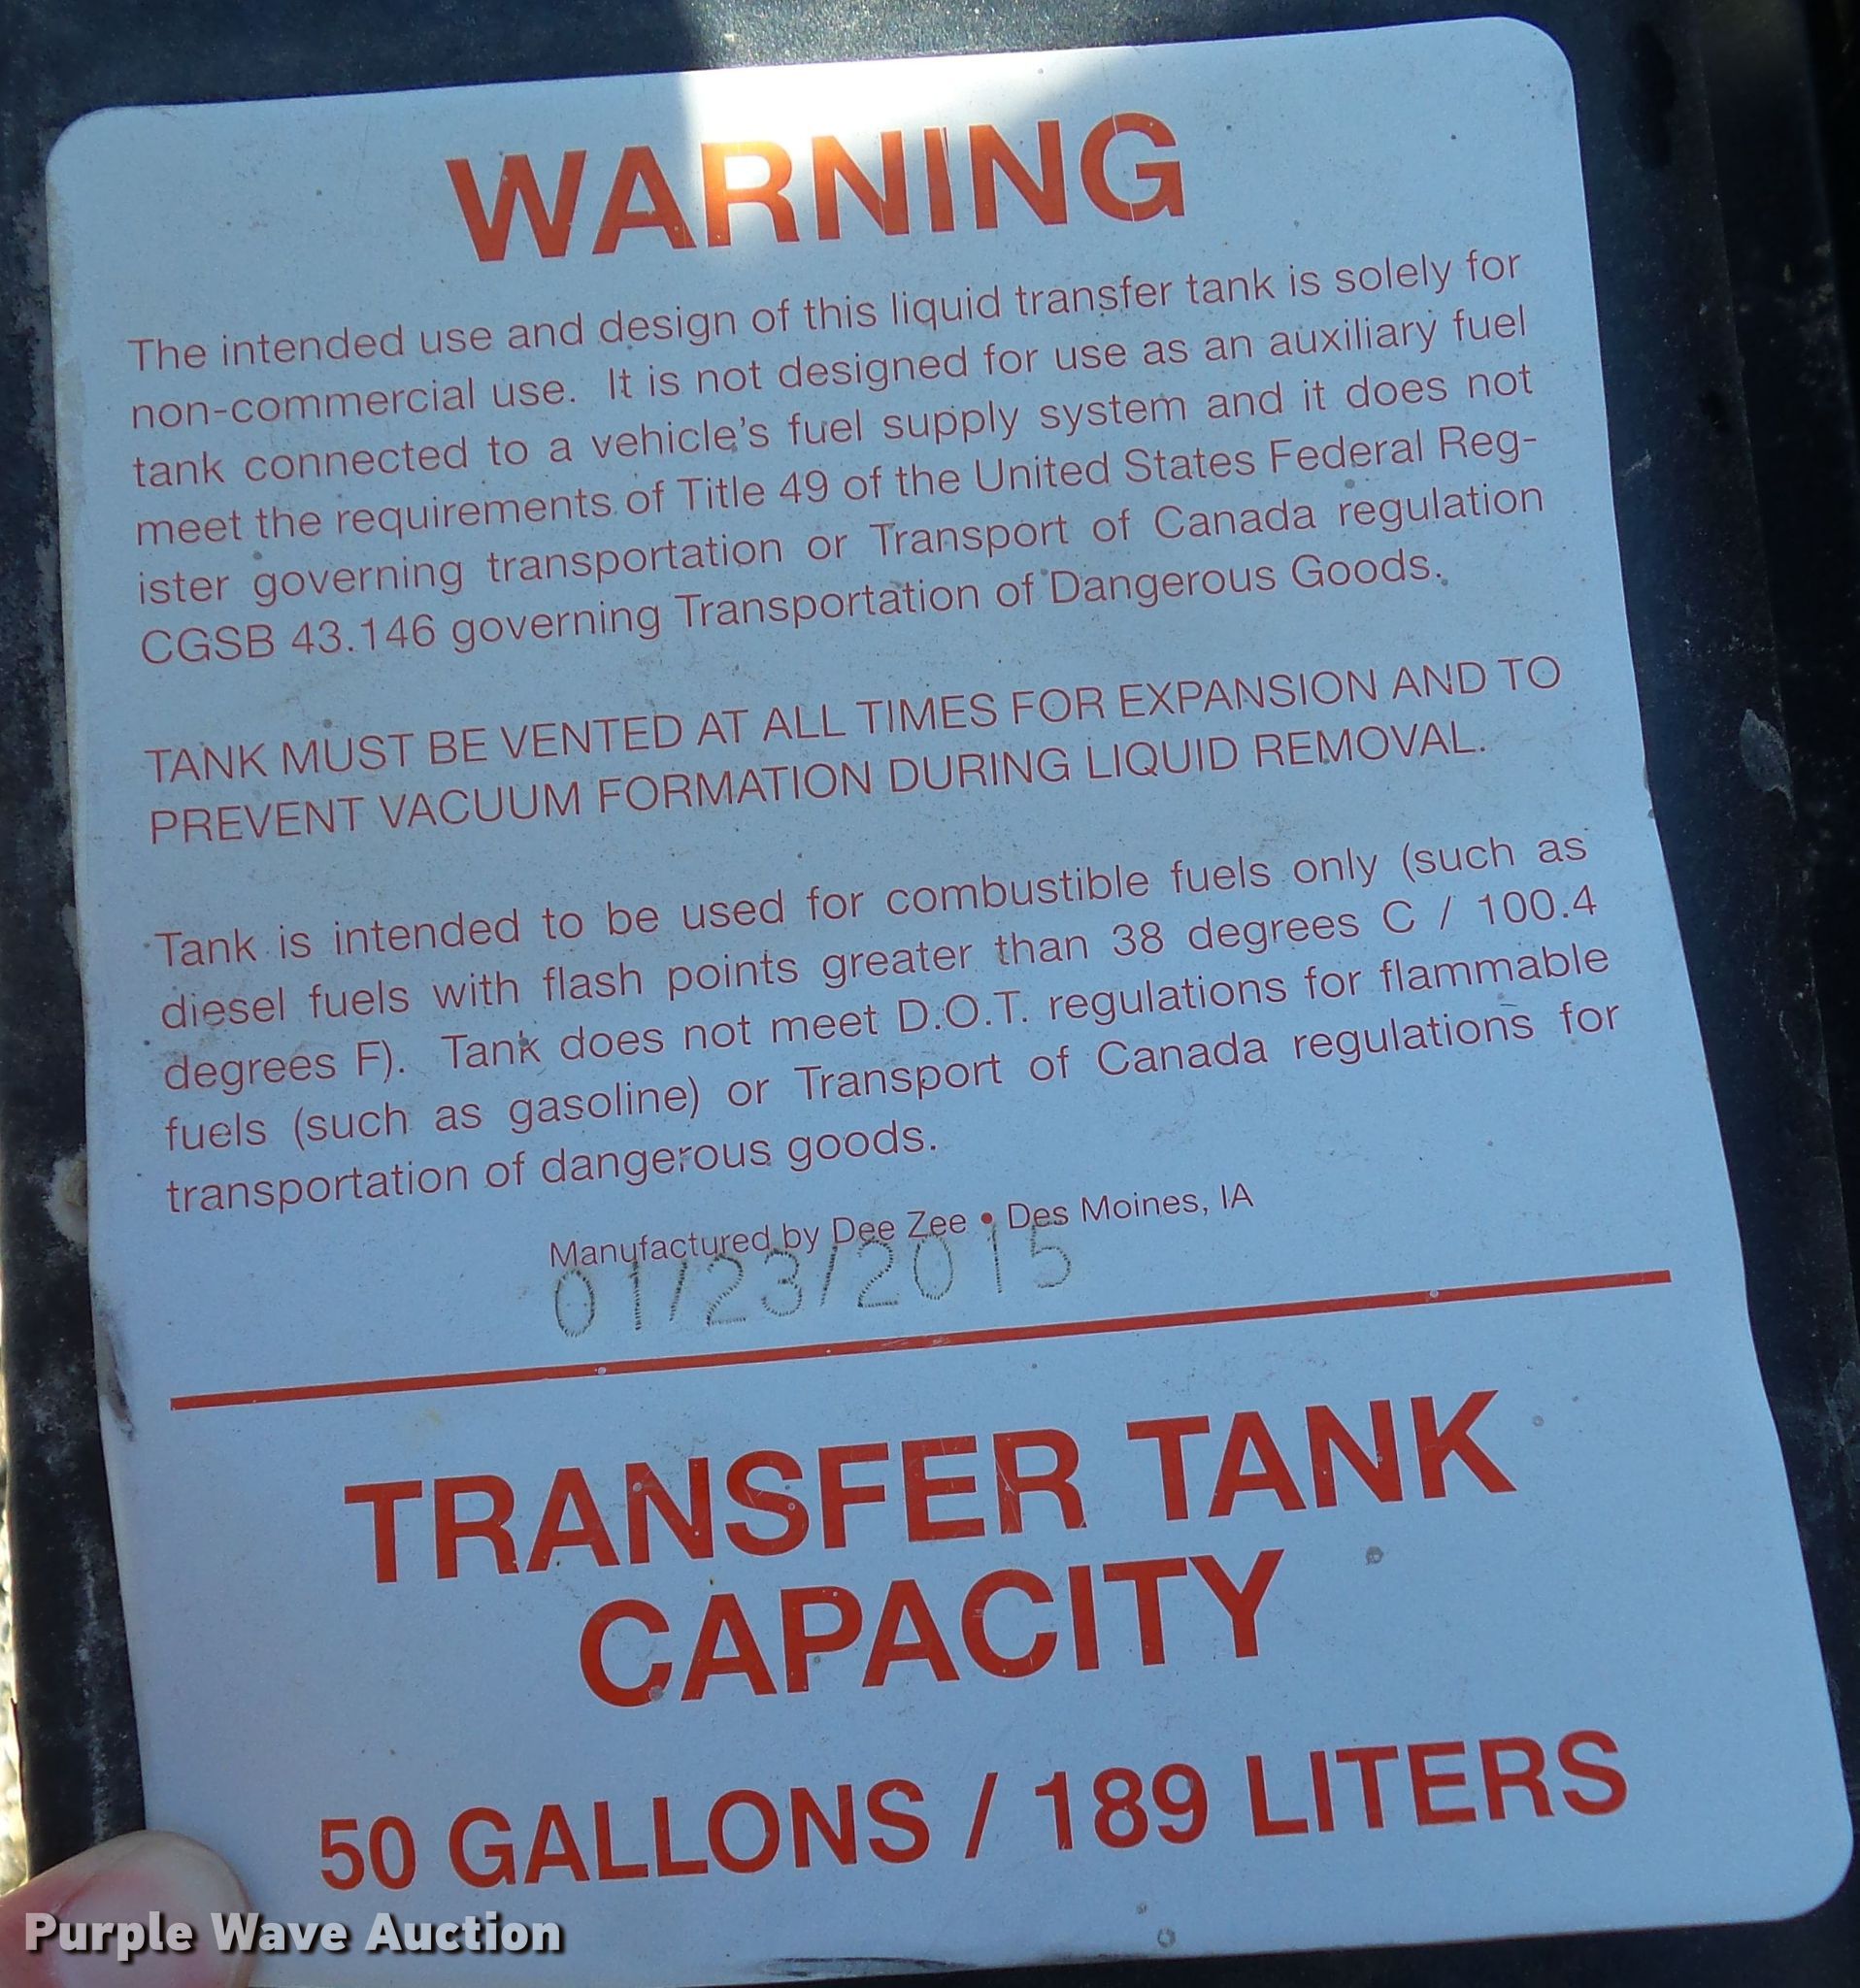 WARNING
The intended use and design of this liquid transfer tank is solely for
non-commercial use. It is not designed for use as an auxiliary fuel
tank connected to a vehicle's fuel supply system and it does not
meet the requirements of Title 49 of the United States Federal Reg-
ister governing transportation or Transport of Canada regulation
CGSB 43.146 governing Transportation of Dangerous Goods.
TANK MUST BE VENTED AT ALL TIMES FOR EXPANSION AND TO
PREVENT VACUUM FORMATION DURING LIQUID REMOVAL.
Tank is intended to be used for combustible fuels only (such as
diesel fuels with flash points greater than 38 degrees C / 100.4
degrees F). Tank does not meet D.O.T. regulations for flammable
fuels (such as gasoline) or Transport of Canada regulations for
transportation of dangerous goods.
Manufactured by Dee Zee • Des Moines, IA
01/23/2015
TRANSFER TANK
CAPACITY
50 GALLONS / 189 LITERS
Purple Wave Auction